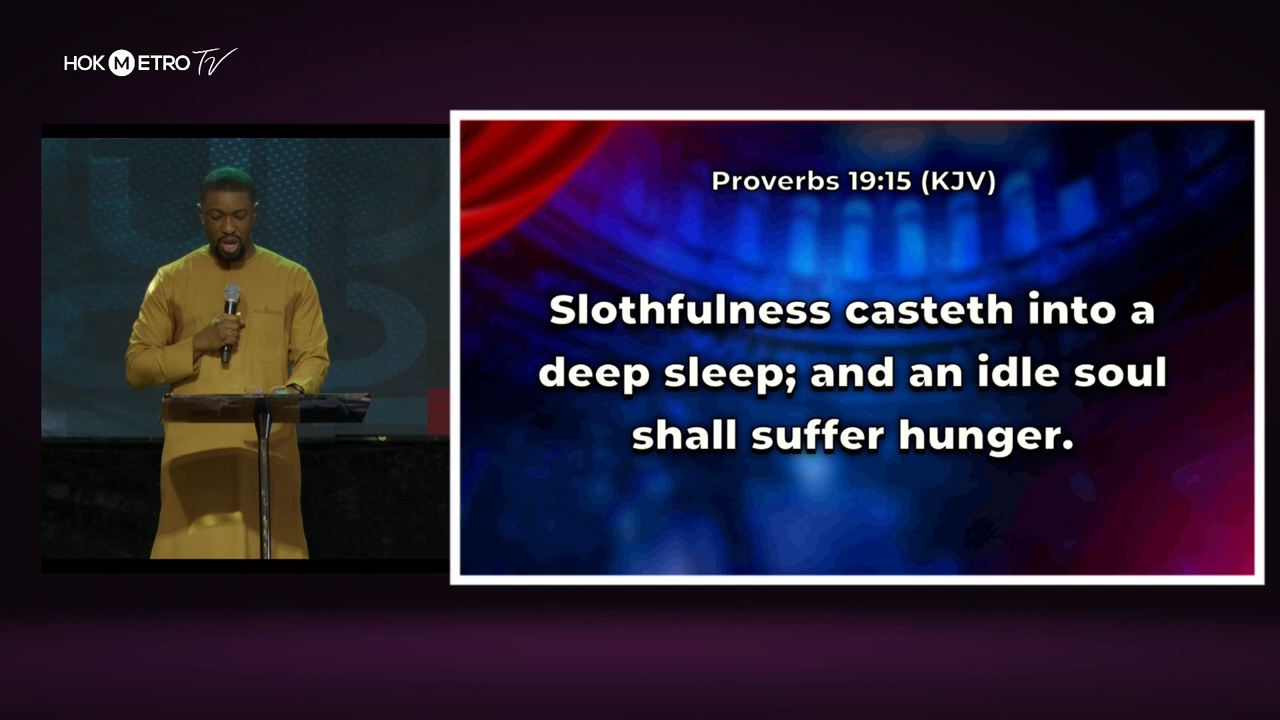 HOK METRO TV
Proverbs 19:15 (KJV)
Slothfulness casteth into a
deep sleep; and an idle soul
shall suffer hunger.